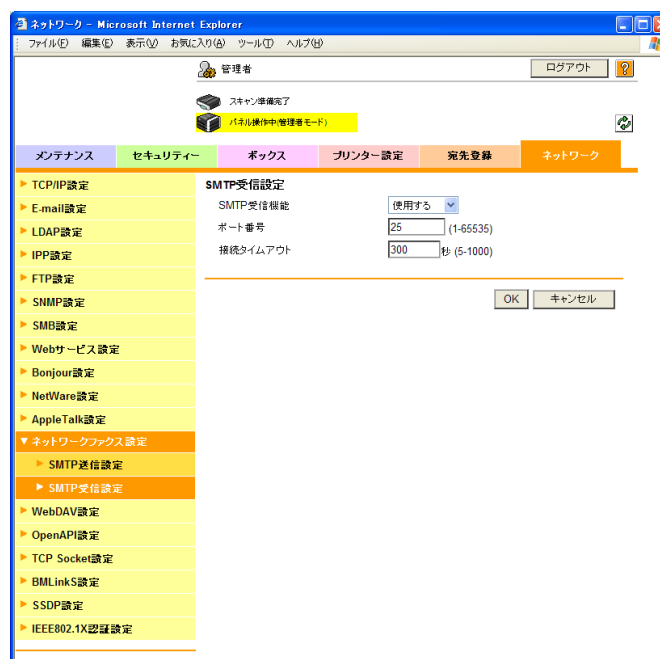 ネットワーク - Microsoft Internet Explorer
ファイル(F) 編集(E) 表示(V) お気に入り(A) ツール(T) ヘルプ(H)
管理者 ログアウト ?
スキャン準備完了
パネル操作中(管理者モード)
メンテナンス セキュリティー ボックス プリンター設定 宛先登録 ネットワーク
TCP/IP設定
E-mail設定
LDAP設定
IPP設定
FTP設定
SNMP設定
SMB設定
Webサービス設定
Bonjour設定
NetWare設定
AppleTalk設定
ネットワークファクス設定
SMTP送信設定
SMTP受信設定
WebDAV設定
OpenAPI設定
TCP Socket設定
BMLinkS設定
SSDP設定
IEEE802.1X認証設定
SMTP受信設定
SMTP受信機能 使用する
ポート番号 25 (1-65535)
接続タイムアウト 300 秒 (5-1000)
OK キャンセル